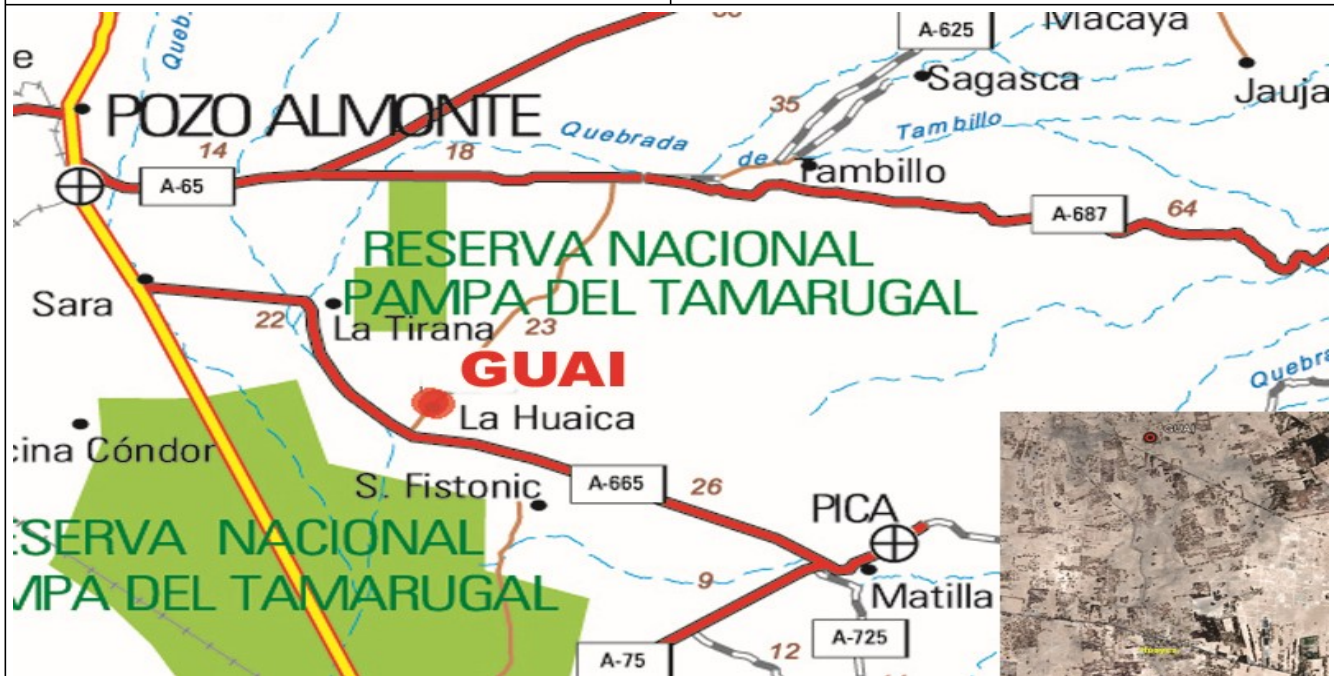 A-625
Macaya
Queb.
Sagasca
Jauja
35
POZO ALMONTE
Quebrada de Tambillo
14
18
Tambillo
A-65
A-687
64
RESERVA NACIONAL
PAMPA DEL TAMARUGAL
Sara
22
La Tirana
23
GUAI
Quebra
La Huaica
GUAI
cina Cóndor
S. Fistonic
A-665
26
PICA
ESERVA NACIONAL
MPA DEL TAMARUGAL
9
Matilla
A-725
12
A-75